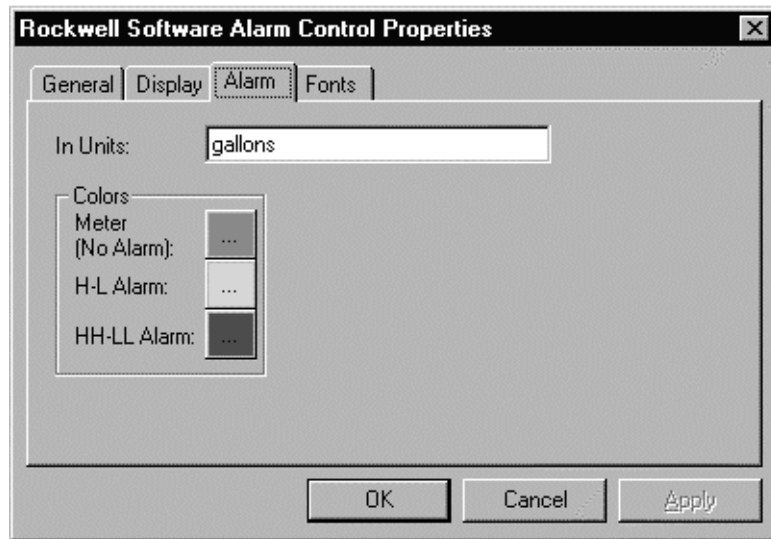 Rockwell Software Alarm Control Properties
General Display Alarm Fonts
In Units: gallons
Colors
Meter
(No Alarm): ...
H-L Alarm: ...
HH-LL Alarm: ...
OK Cancel Apply